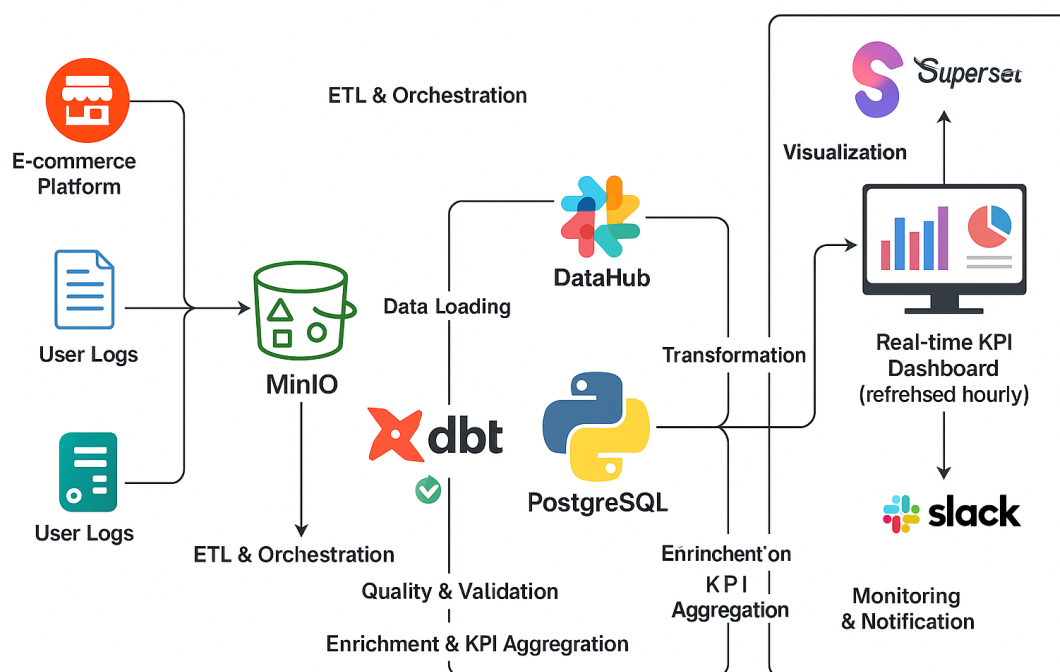 E-commerce
Platform
User Logs
User Logs
MinIO
ETL & Orchestration
ETL & Orchestration
Data Loading
dbt
Quality & Validation
Enrichment & KPI Aggregration
DataHub
PostgreSQL
Transformation
Enrinchent'on
KPI
Aggregation
Superset
Visualization
Real-time KPI
Dashboard
(refrehsed hourly)
slack
Monitoring
& Notification